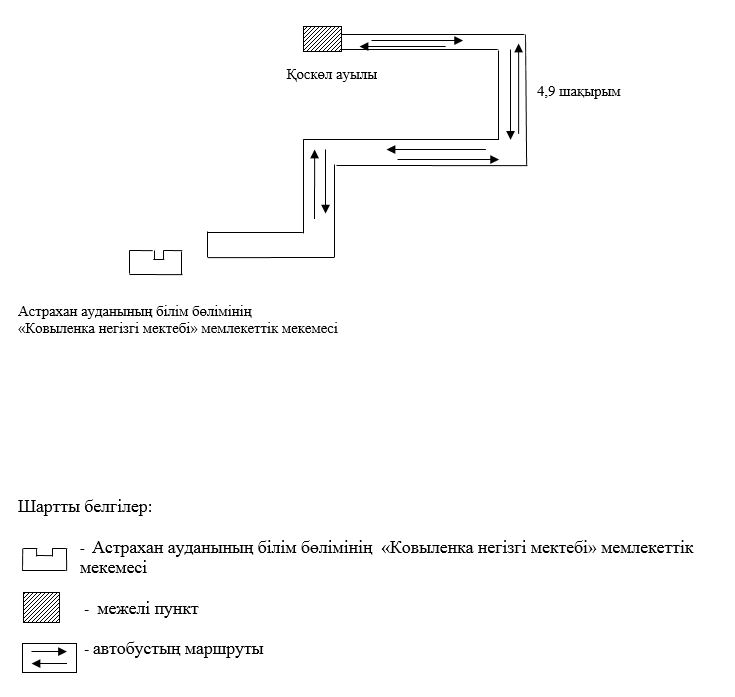 Қоскөл ауылы
4,9 шақырым
Астрахан ауданының білім бөлімінің
«Ковыленка негізгі мектебі» мемлекеттік мекемесі
Шартты белгілер:
- Астрахан ауданының білім бөлімінің «Ковыленка негізгі мектебі» мемлекеттік
мекемесі
- межелі пункт
- автобустың маршруты